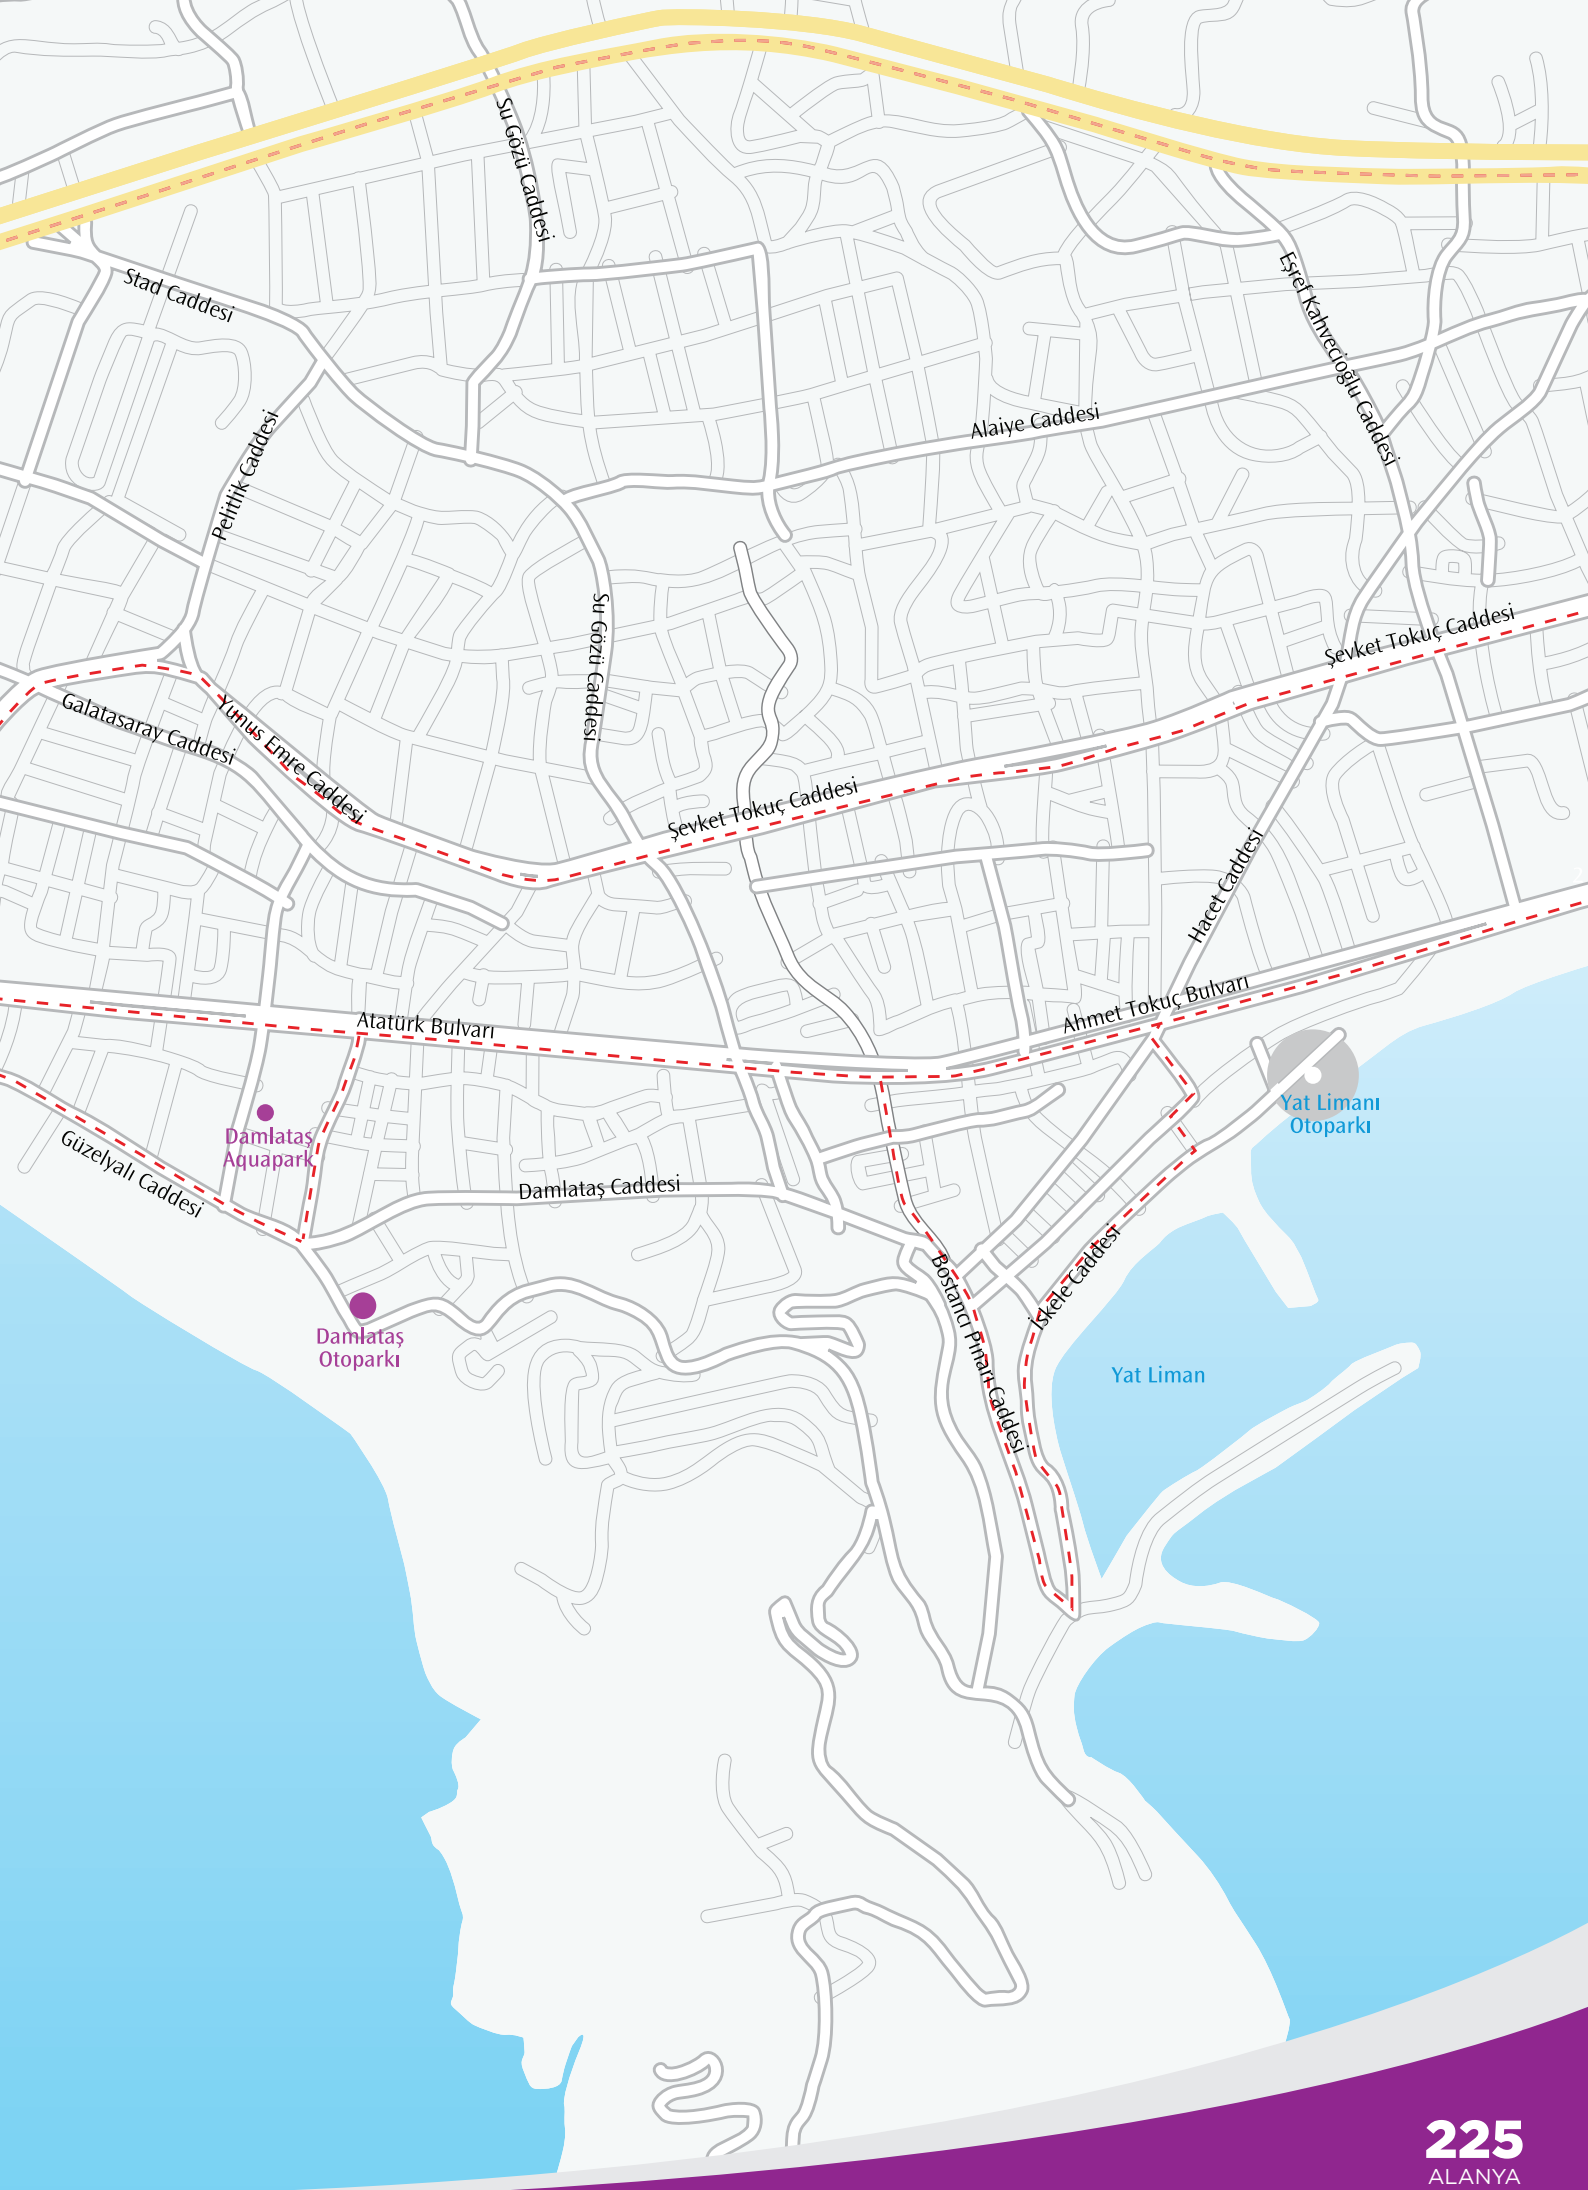 Su Gözü Caddesi
Stad Caddesi
Eşref Kahvecioğlu Caddesi
Pelitlik Caddesi
Alaiye Caddesi
Su Gözü Caddesi
Şevket Tokuç Caddesi
Galatasaray Caddesi
Yunus Emre Caddesi
Şevket Tokuç Caddesi
Hacet Caddesi
Atatürk Bulvarı
Ahmet Tokuç Bulvarı
Yat Limanı
Otoparkı
Damlataş
Aquapark
Güzelyalı Caddesi
Damlataş Caddesi
İskele Caddesi
Bostancı Pınarı Caddesi
Damlataş
Otoparkı
Yat Liman
225
ALANYA